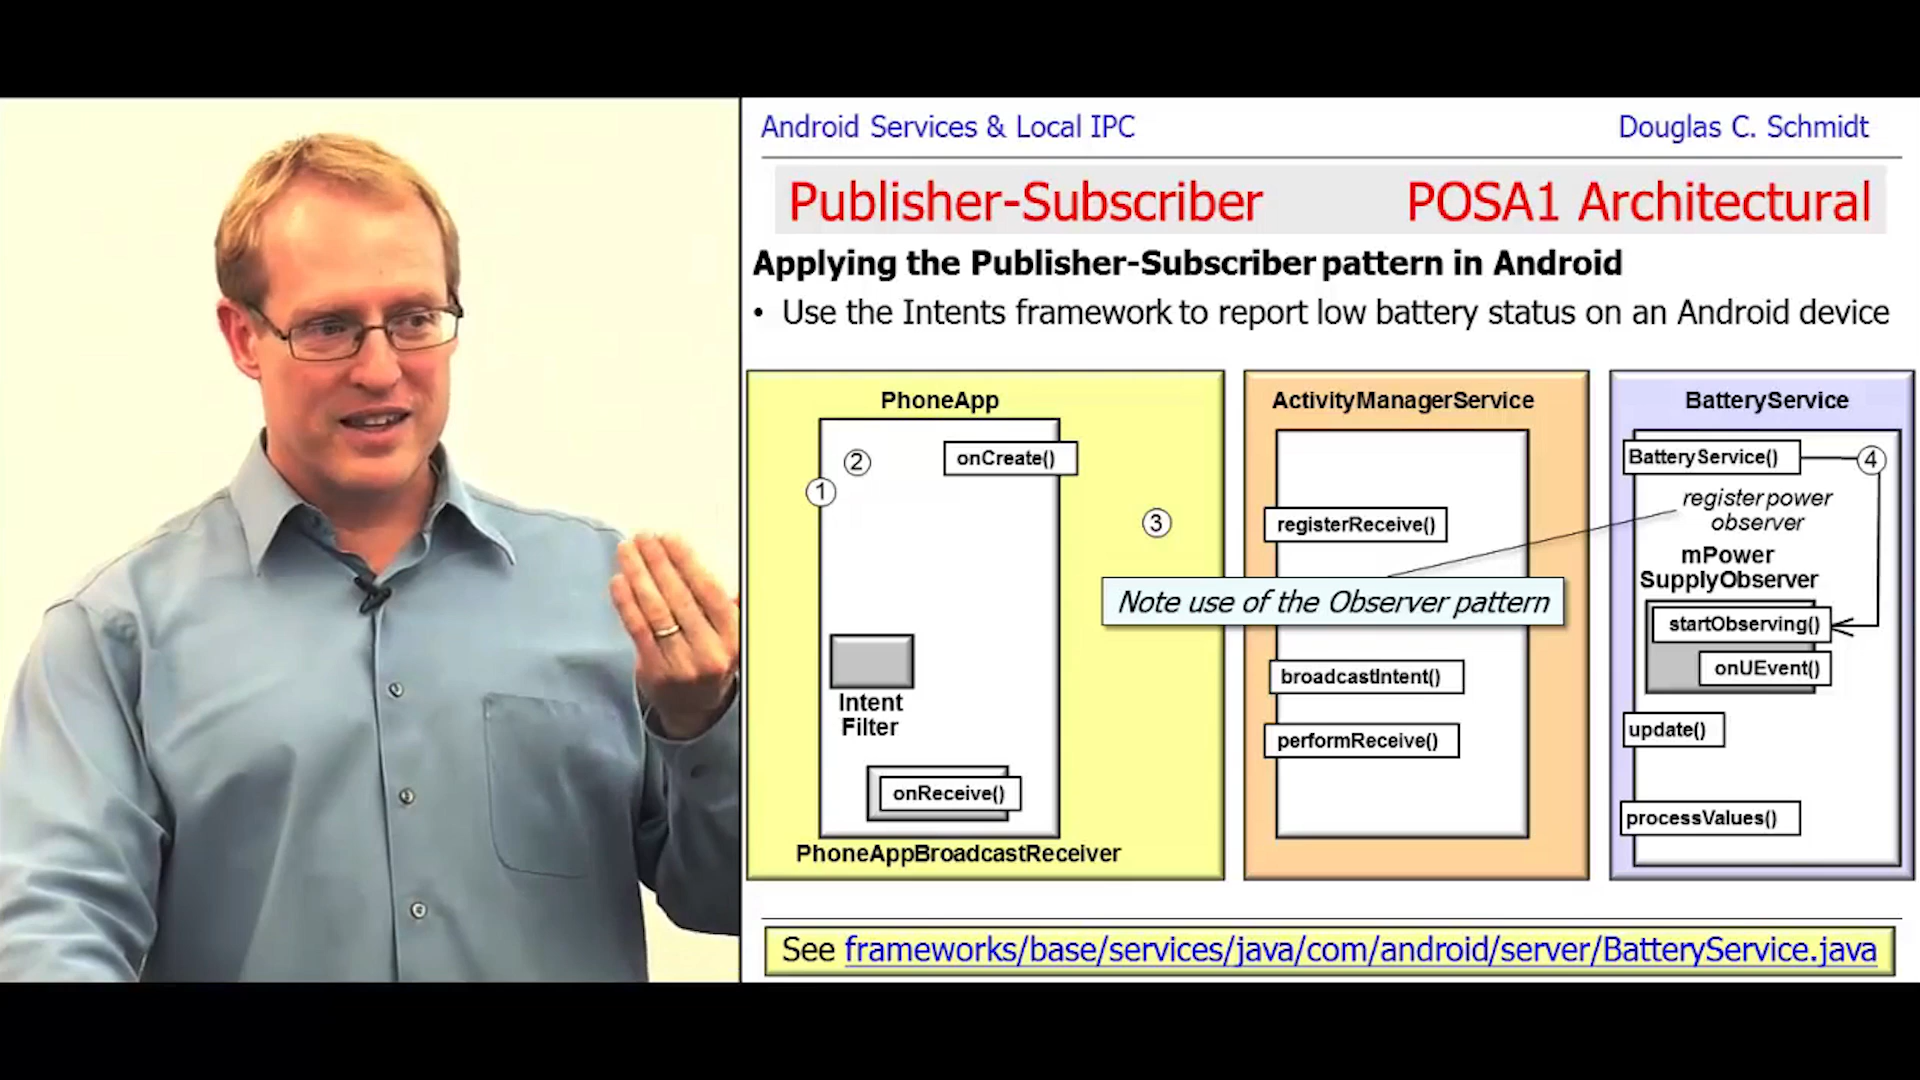 Android Services & Local IPC
Douglas C. Schmidt
Publisher-Subscriber
POSA1 Architectural
Applying the Publisher-Subscriber pattern in Android
• Use the Intents framework to report low battery status on an Android device
PhoneApp
onCreate()
2
1
3
Intent
Filter
onReceive()
PhoneAppBroadcastReceiver
ActivityManagerService
registerReceive()
Note use of the Observer pattern
broadcastIntent()
performReceive()
BatteryService
BatteryService()
4
register power
observer
mPower
SupplyObserver
startObserving()
onUEvent()
update()
processValues()
See frameworks/base/services/java/com/android/server/BatteryService.java